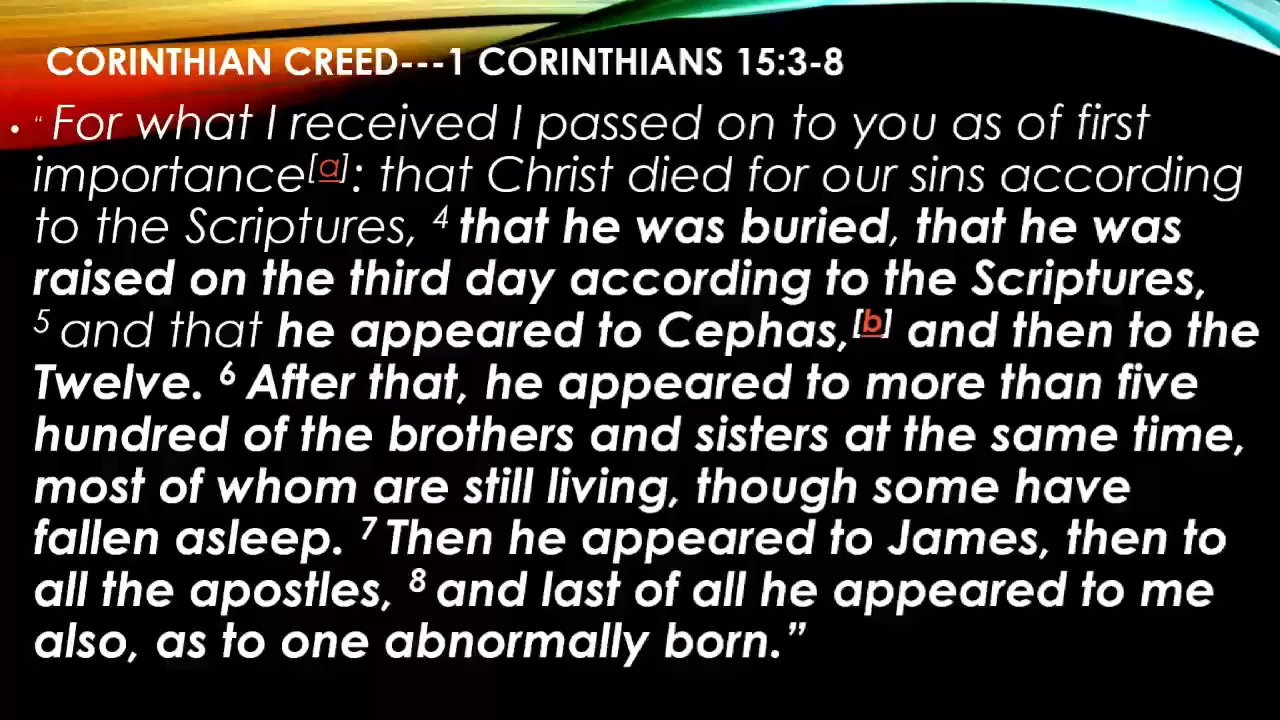 CORINTHIAN CREED---1 CORINTHIANS 15:3-8
• “ For what I received I passed on to you as of first
importance[a]: that Christ died for our sins according
to the Scriptures, 4 that he was buried, that he was
raised on the third day according to the Scriptures,
5 and that he appeared to Cephas,[b] and then to the
Twelve. 6 After that, he appeared to more than five
hundred of the brothers and sisters at the same time,
most of whom are still living, though some have
fallen asleep. 7 Then he appeared to James, then to
all the apostles, 8 and last of all he appeared to me
also, as to one abnormally born.”